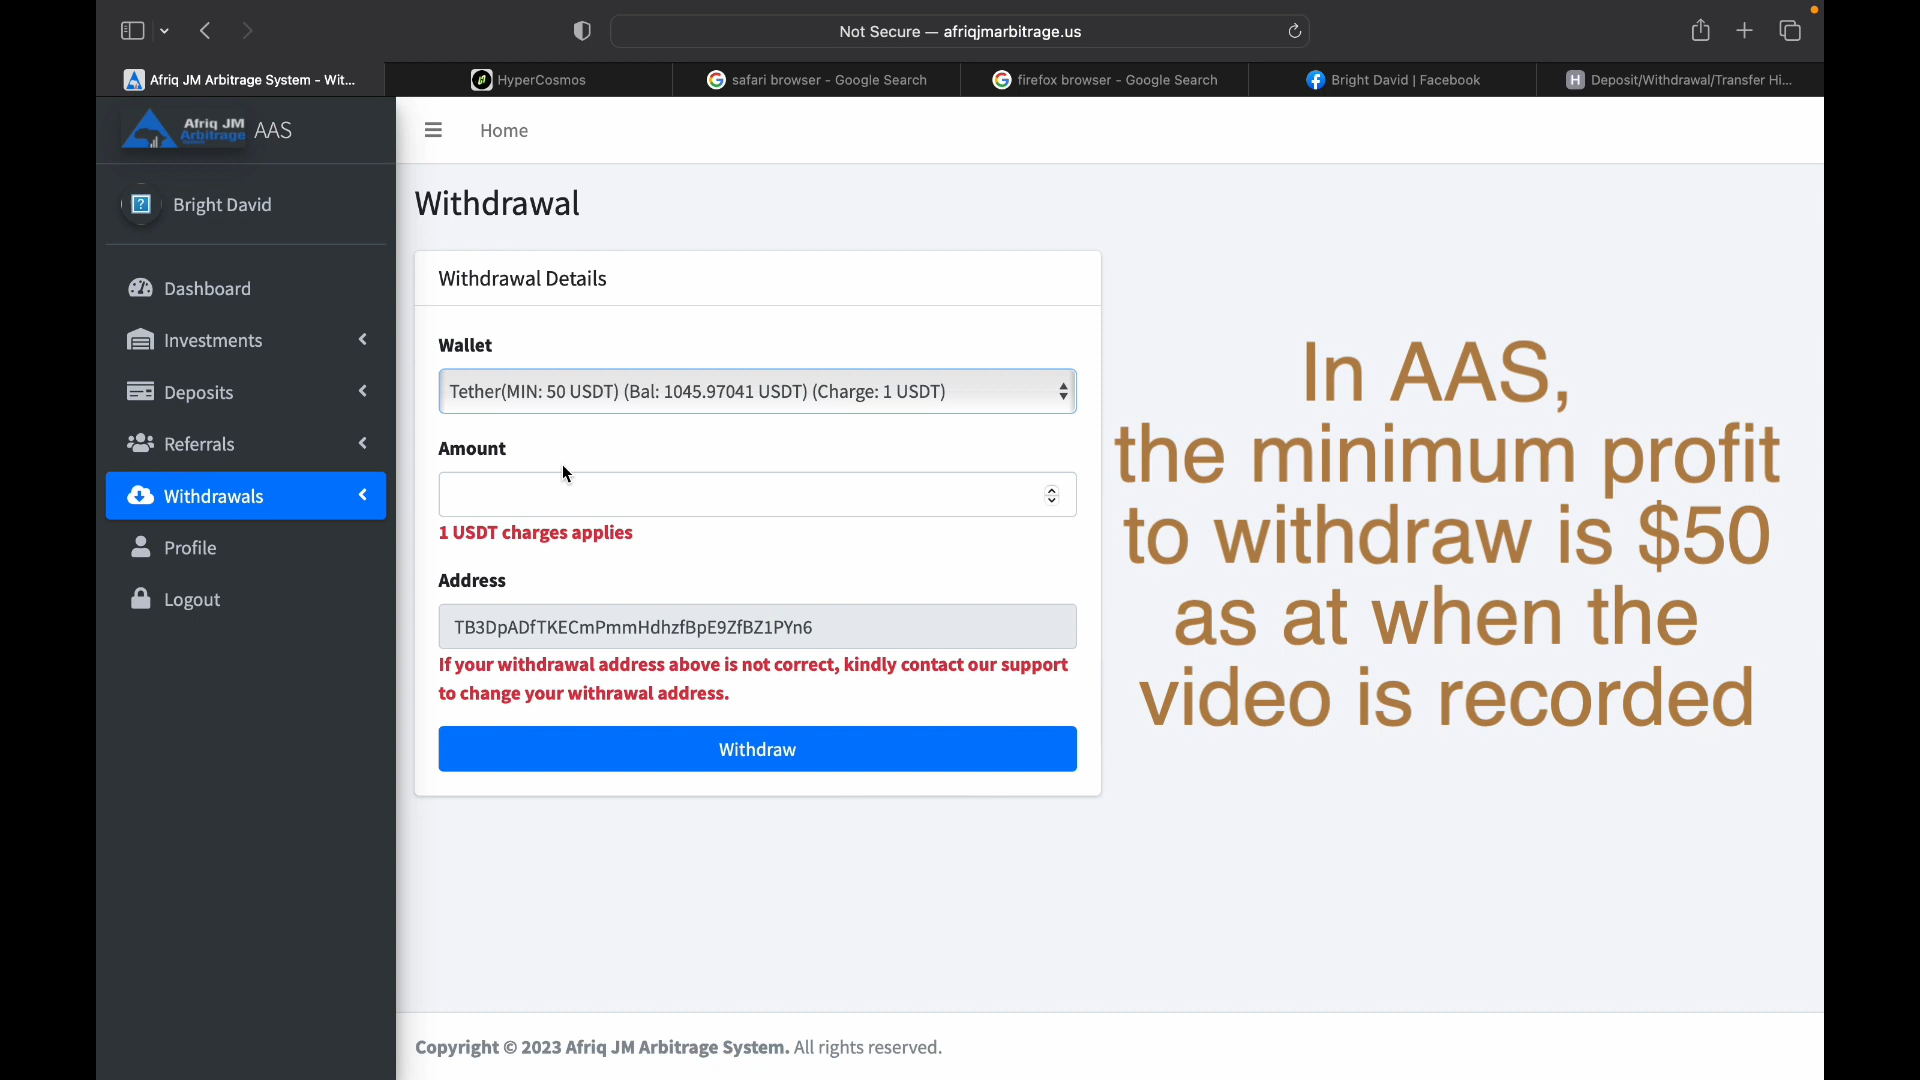 Not Secure — afriqjmarbitrage.us
Afriq JM Arbitrage System - Wit...
HyperCosmos
safari browser - Google Search
firefox browser - Google Search
Bright David | Facebook
H
Deposit/Withdrawal/Transfer Hi...
Afriq JM
Arbitrage
AAS
Home
Bright David
Dashboard
Investments
Deposits
Referrals
Withdrawals
Profile
Logout
Withdrawal
Withdrawal Details
Wallet
Tether(MIN: 50 USDT) (Bal: 1045.97041 USDT) (Charge: 1 USDT)
Amount
1 USDT charges applies
Address
TB3DpADfTKECmPmmHdhzfBpE9ZfBZ1PYn6
If your withdrawal address above is not correct, kindly contact our support
to change your withrawal address.
Withdraw
In AAS,
the minimum profit
to withdraw is $50
as at when the
video is recorded
Copyright © 2023 Afriq JM Arbitrage System. All rights reserved.